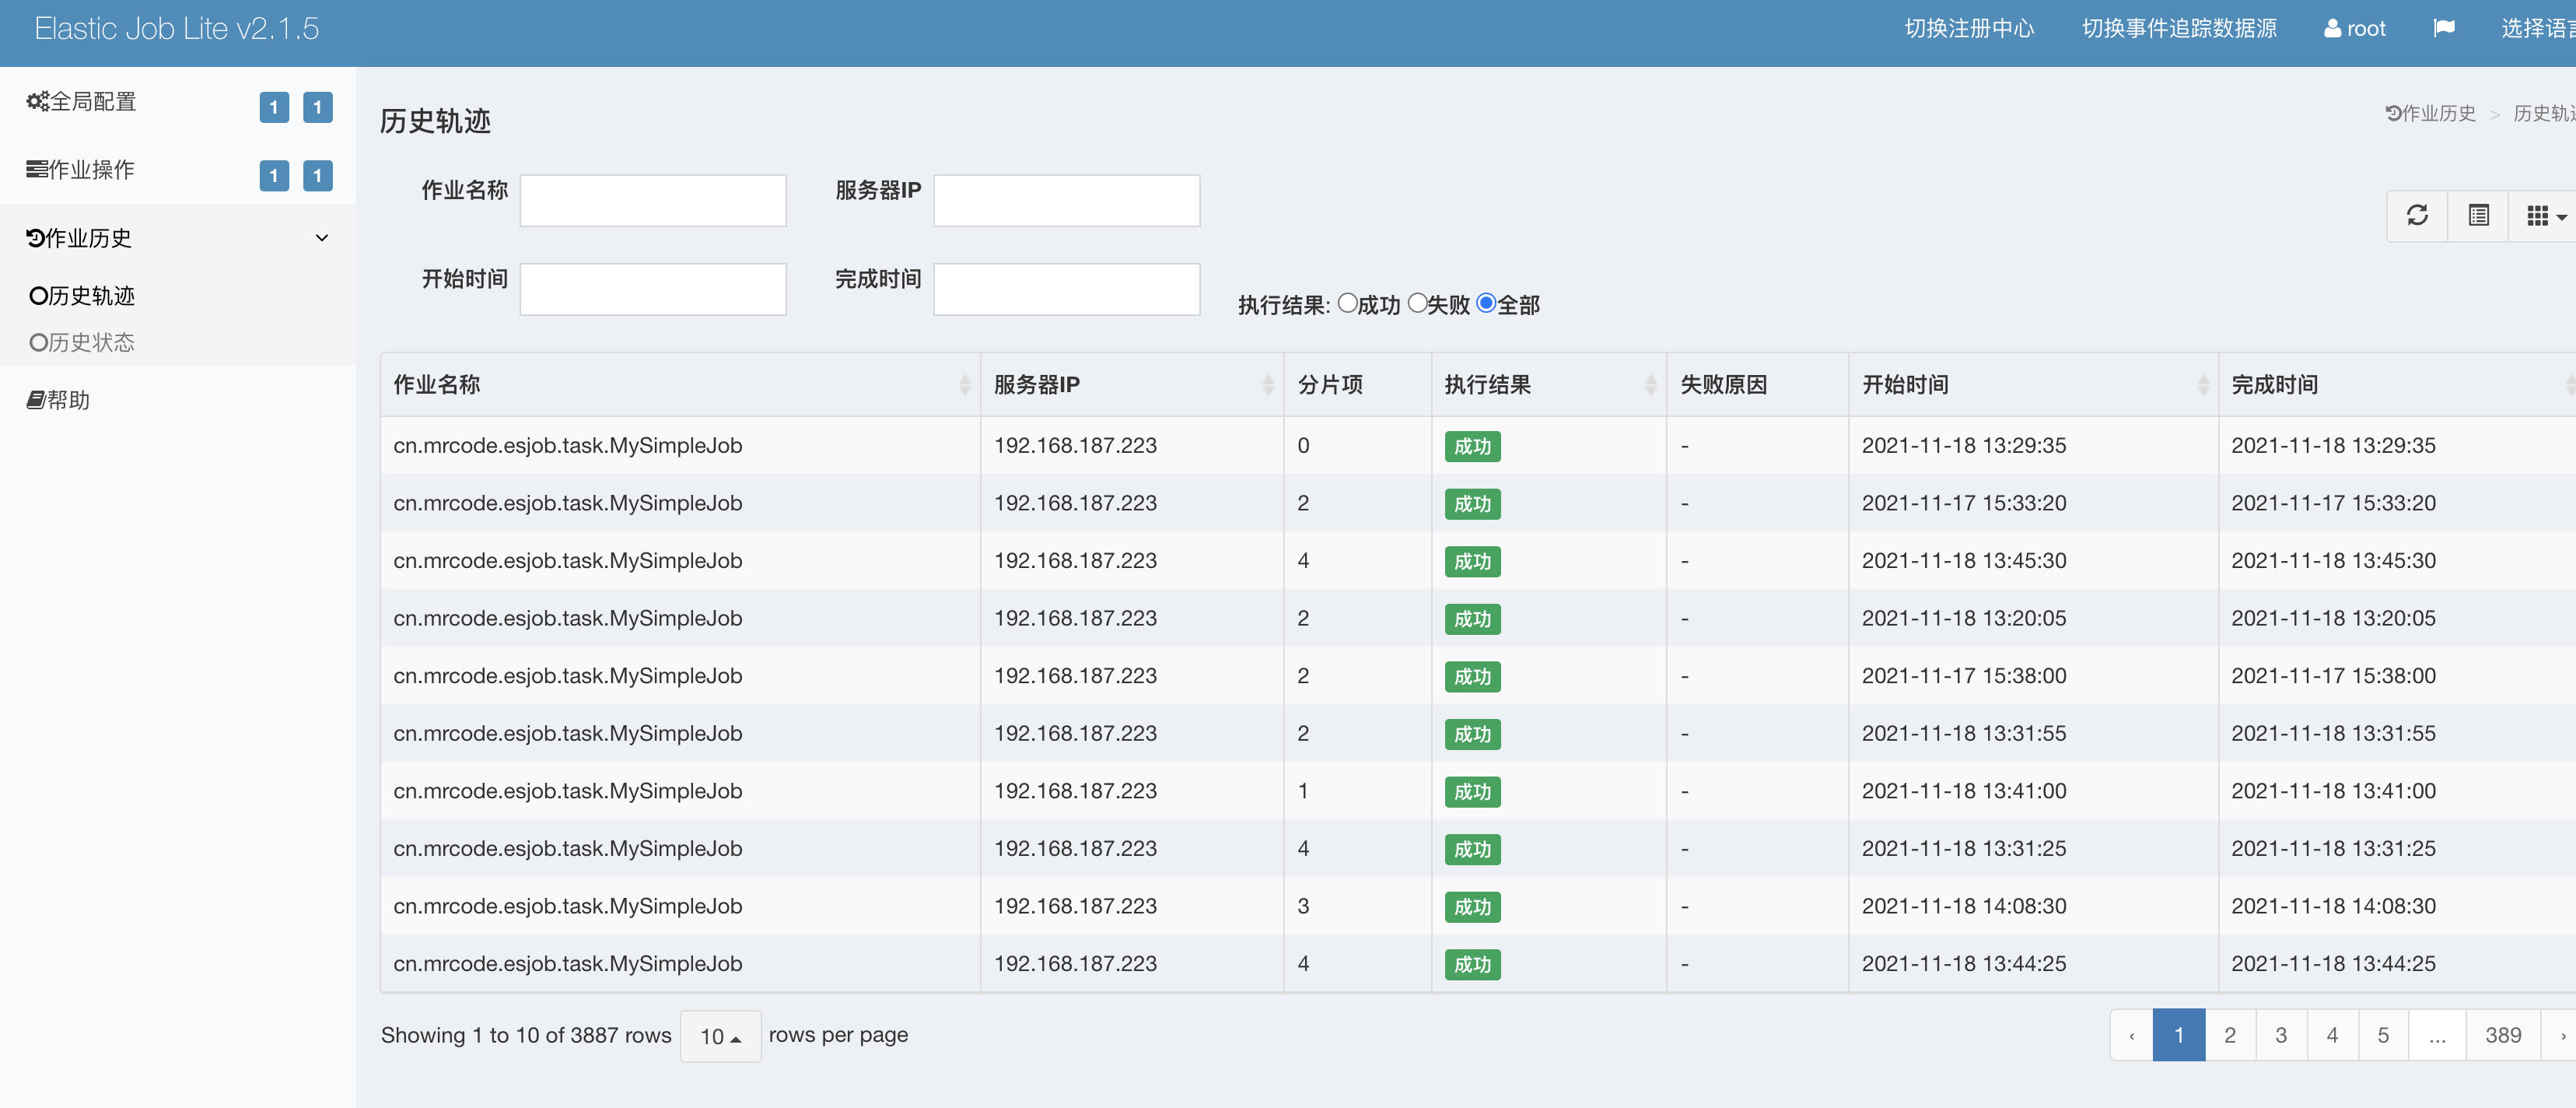 Elastic Job Lite v2.1.5 切换注册中心 切换事件追踪数据源 root 选择语言
全局配置 1 1
作业操作 1 1
作业历史
历史轨迹
历史状态
帮助
历史轨迹 作业历史 > 历史轨迹
作业名称 服务器IP
开始时间 完成时间 执行结果: 成功 失败 全部
作业名称 服务器IP 分片项 执行结果 失败原因 开始时间 完成时间
cn.mrcode.esjob.task.MySimpleJob 192.168.187.223 0 成功 - 2021-11-18 13:29:35 2021-11-18 13:29:35
cn.mrcode.esjob.task.MySimpleJob 192.168.187.223 2 成功 - 2021-11-17 15:33:20 2021-11-17 15:33:20
cn.mrcode.esjob.task.MySimpleJob 192.168.187.223 4 成功 - 2021-11-18 13:45:30 2021-11-18 13:45:30
cn.mrcode.esjob.task.MySimpleJob 192.168.187.223 2 成功 - 2021-11-18 13:20:05 2021-11-18 13:20:05
cn.mrcode.esjob.task.MySimpleJob 192.168.187.223 2 成功 - 2021-11-17 15:38:00 2021-11-17 15:38:00
cn.mrcode.esjob.task.MySimpleJob 192.168.187.223 2 成功 - 2021-11-18 13:31:55 2021-11-18 13:31:55
cn.mrcode.esjob.task.MySimpleJob 192.168.187.223 1 成功 - 2021-11-18 13:41:00 2021-11-18 13:41:00
cn.mrcode.esjob.task.MySimpleJob 192.168.187.223 4 成功 - 2021-11-18 13:31:25 2021-11-18 13:31:25
cn.mrcode.esjob.task.MySimpleJob 192.168.187.223 3 成功 - 2021-11-18 14:08:30 2021-11-18 14:08:30
cn.mrcode.esjob.task.MySimpleJob 192.168.187.223 4 成功 - 2021-11-18 13:44:25 2021-11-18 13:44:25
Showing 1 to 10 of 3887 rows 10 rows per page ‹ 1 2 3 4 5 ... 389 ›